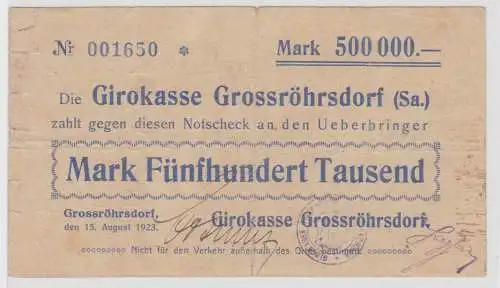 Nr 001650 * Mark 500 000.—
Die Girokasse Grossröhrsdorf (Sa.)
zahlt gegen diesen Notscheck an den Ueberbringer
Mark Fünfhundert Tausend
Grossröhrsdorf, Girokasse Grossröhrsdorf.
den 15. August 1923.
Nicht für den Verkehr außerhalb des Ortes bestimmt.